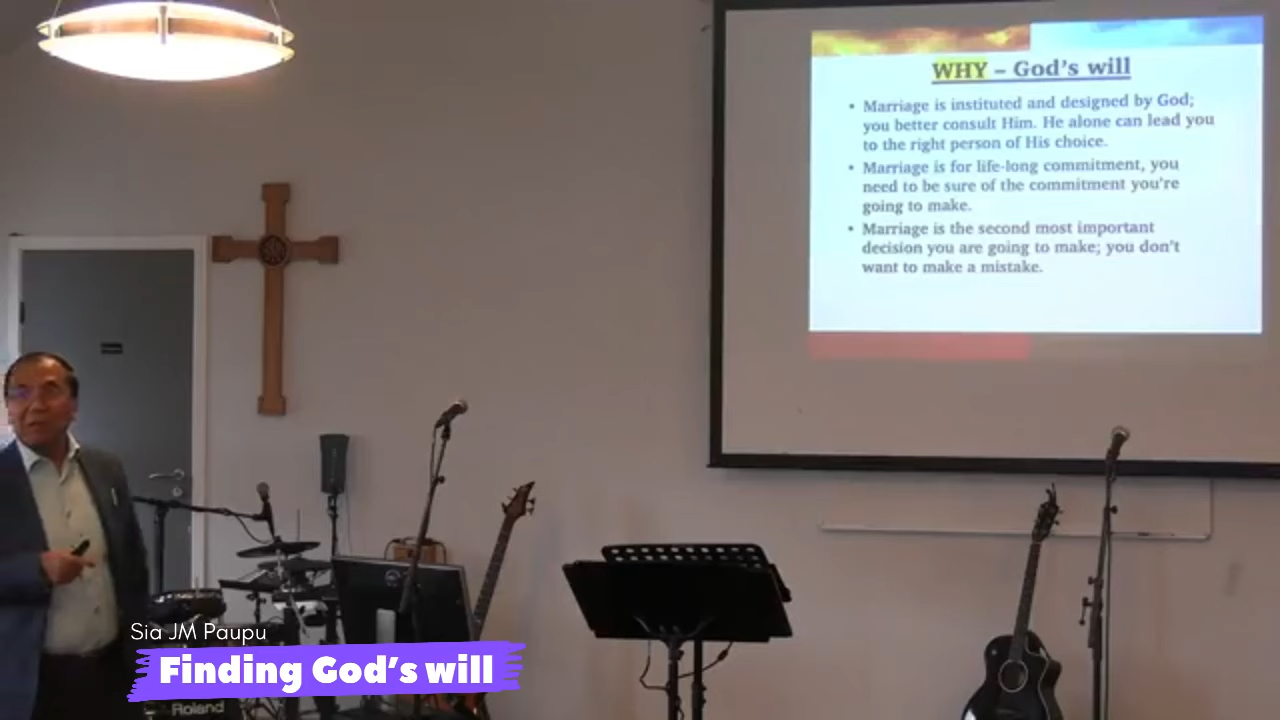 WHY – God's will
• Marriage is instituted and designed by God;
you better consult Him. He alone can lead you
to the right person of His choice.
• Marriage is for life-long commitment, you
need to be sure of the commitment you're
going to make.
• Marriage is the second most important
decision you are going to make; you don't
want to make a mistake.
Sia JM Paupu
Finding God's will
Roland